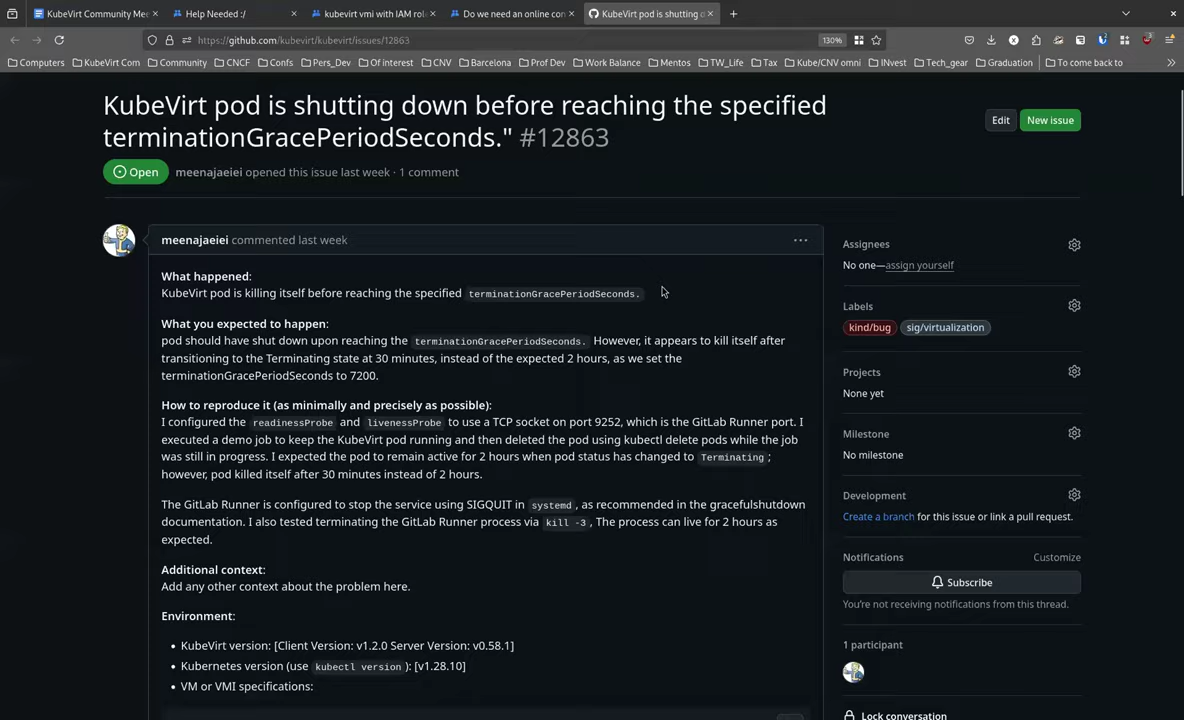 KubeVirt Community Mee
Help Needed :/
kubevirt vmi with IAM rol
Do we need an online con
KubeVirt pod is shutting o
https://github.com/kubevirt/kubevirt/issues/12863
130%
Computers
KubeVirt Com
Community
CNCF
Confs
Pers_Dev
Of interest
CNV
Barcelona
Prof Dev
Work Balance
Mentos
TW_Life
Tax
Kube/CNV omni
INvest
Tech_gear
Graduation
To come back to
KubeVirt pod is shutting down before reaching the specified
terminationGracePeriodSeconds." #12863
Edit
New issue
Open
meenajaeiei opened this issue last week · 1 comment
meenajaeiei commented last week
What happened:
KubeVirt pod is killing itself before reaching the specified terminationGracePeriodSeconds.
What you expected to happen:
pod should have shut down upon reaching the terminationGracePeriodSeconds. However, it appears to kill itself after
transitioning to the Terminating state at 30 minutes, instead of the expected 2 hours, as we set the
terminationGracePeriodSeconds to 7200.
How to reproduce it (as minimally and precisely as possible):
I configured the readinessProbe and livenessProbe to use a TCP socket on port 9252, which is the GitLab Runner port. I
executed a demo job to keep the KubeVirt pod running and then deleted the pod using kubectl delete pods while the job
was still in progress. I expected the pod to remain active for 2 hours when pod status has changed to Terminating;
however, pod killed itself after 30 minutes instead of 2 hours.
The GitLab Runner is configured to stop the service using SIGQUIT in systemd, as recommended in the gracefulshutdown
documentation. I also tested terminating the GitLab Runner process via kill -3, The process can live for 2 hours as
expected.
Additional context:
Add any other context about the problem here.
Environment:
• KubeVirt version: [Client Version: v1.2.0 Server Version: v0.58.1]
• Kubernetes version (use kubectl version): [v1.28.10]
• VM or VMI specifications:
Assignees
No one—assign yourself
Labels
kind/bug
sig/virtualization
Projects
None yet
Milestone
No milestone
Development
Create a branch for this issue or link a pull request.
Notifications
Customize
Subscribe
You're not receiving notifications from this thread.
1 participant
Lock conversation